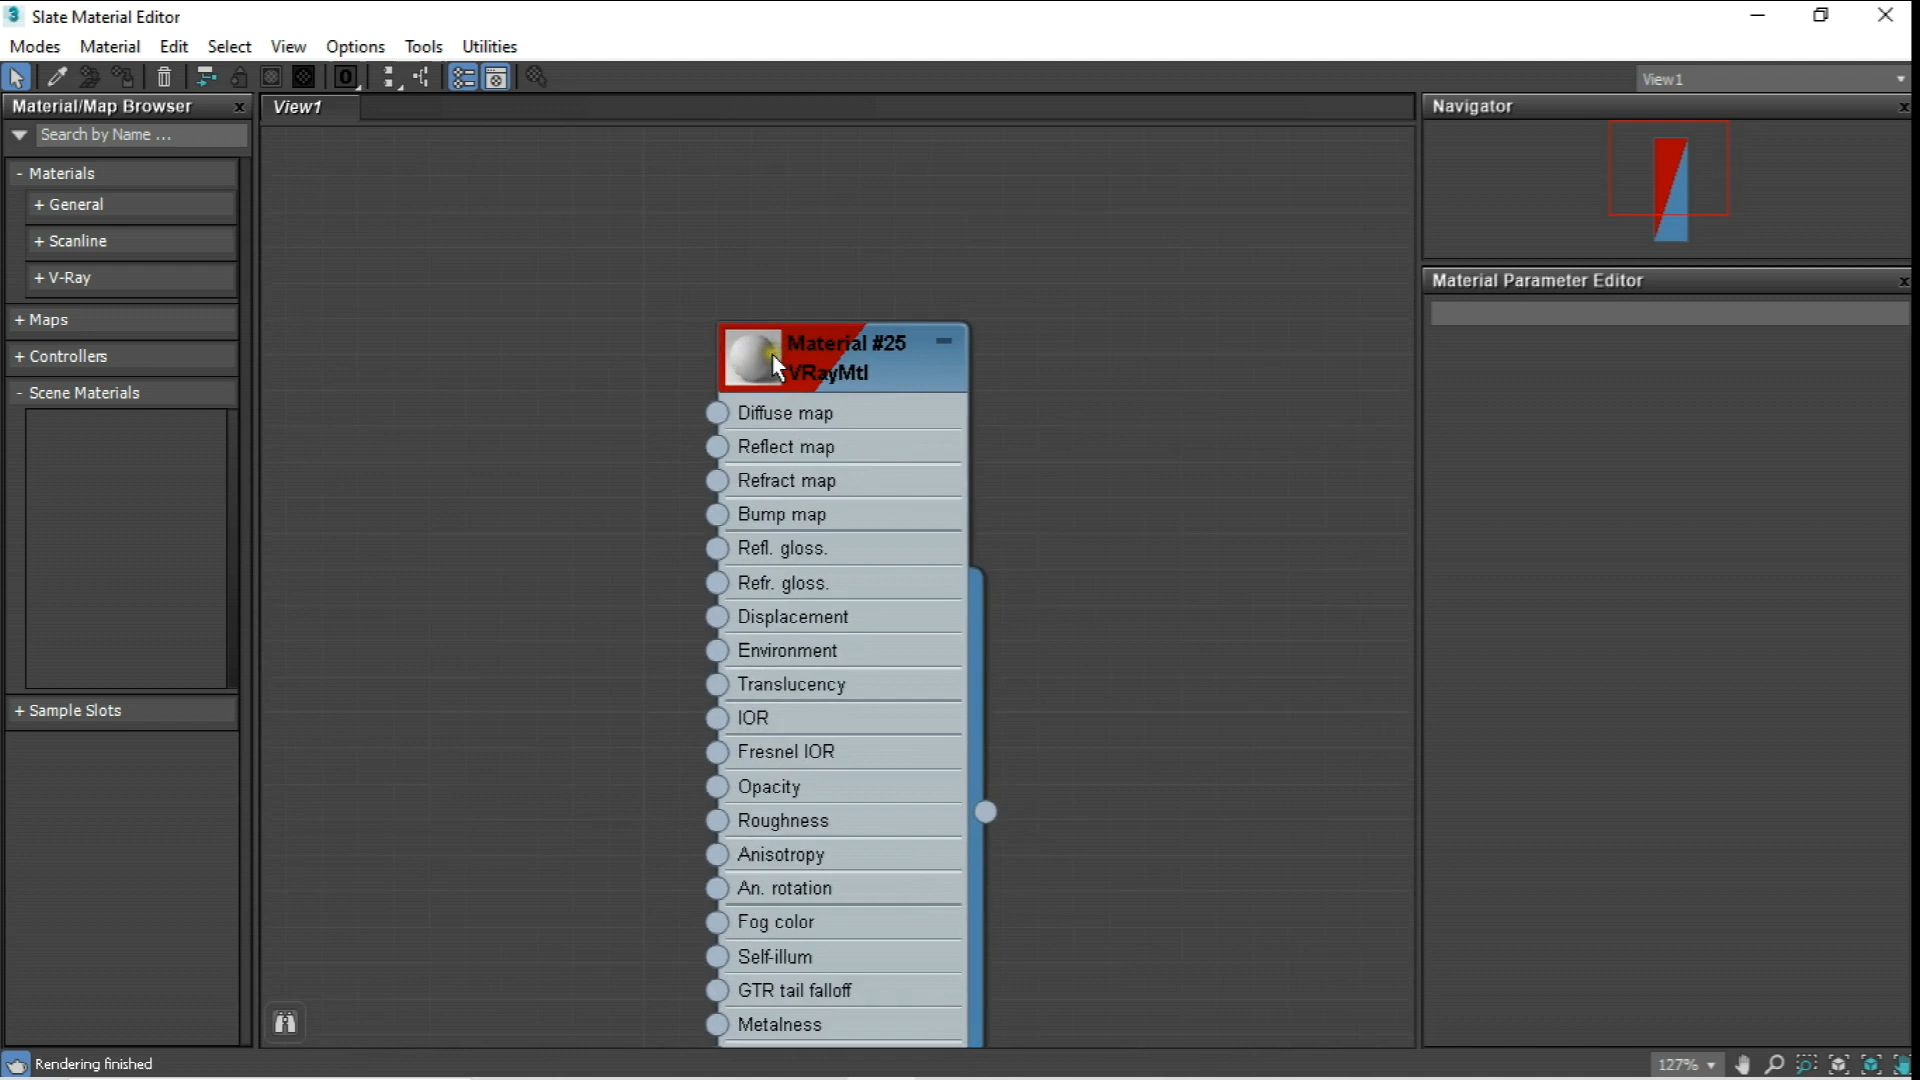 Slate Material Editor
Modes Material Edit Select View Options Tools Utilities
View1
Material/Map Browser
Search by Name ...
- Materials
+ General
+ Scanline
+ V-Ray
+ Maps
+ Controllers
- Scene Materials
+ Sample Slots
View1
Material #25
VRayMtl
Diffuse map
Reflect map
Refract map
Bump map
Refl. gloss.
Refr. gloss.
Displacement
Environment
Translucency
IOR
Fresnel IOR
Opacity
Roughness
Anisotropy
An. rotation
Fog color
Self-illum
GTR tail falloff
Metalness
Navigator
Material Parameter Editor
Rendering finished
127%